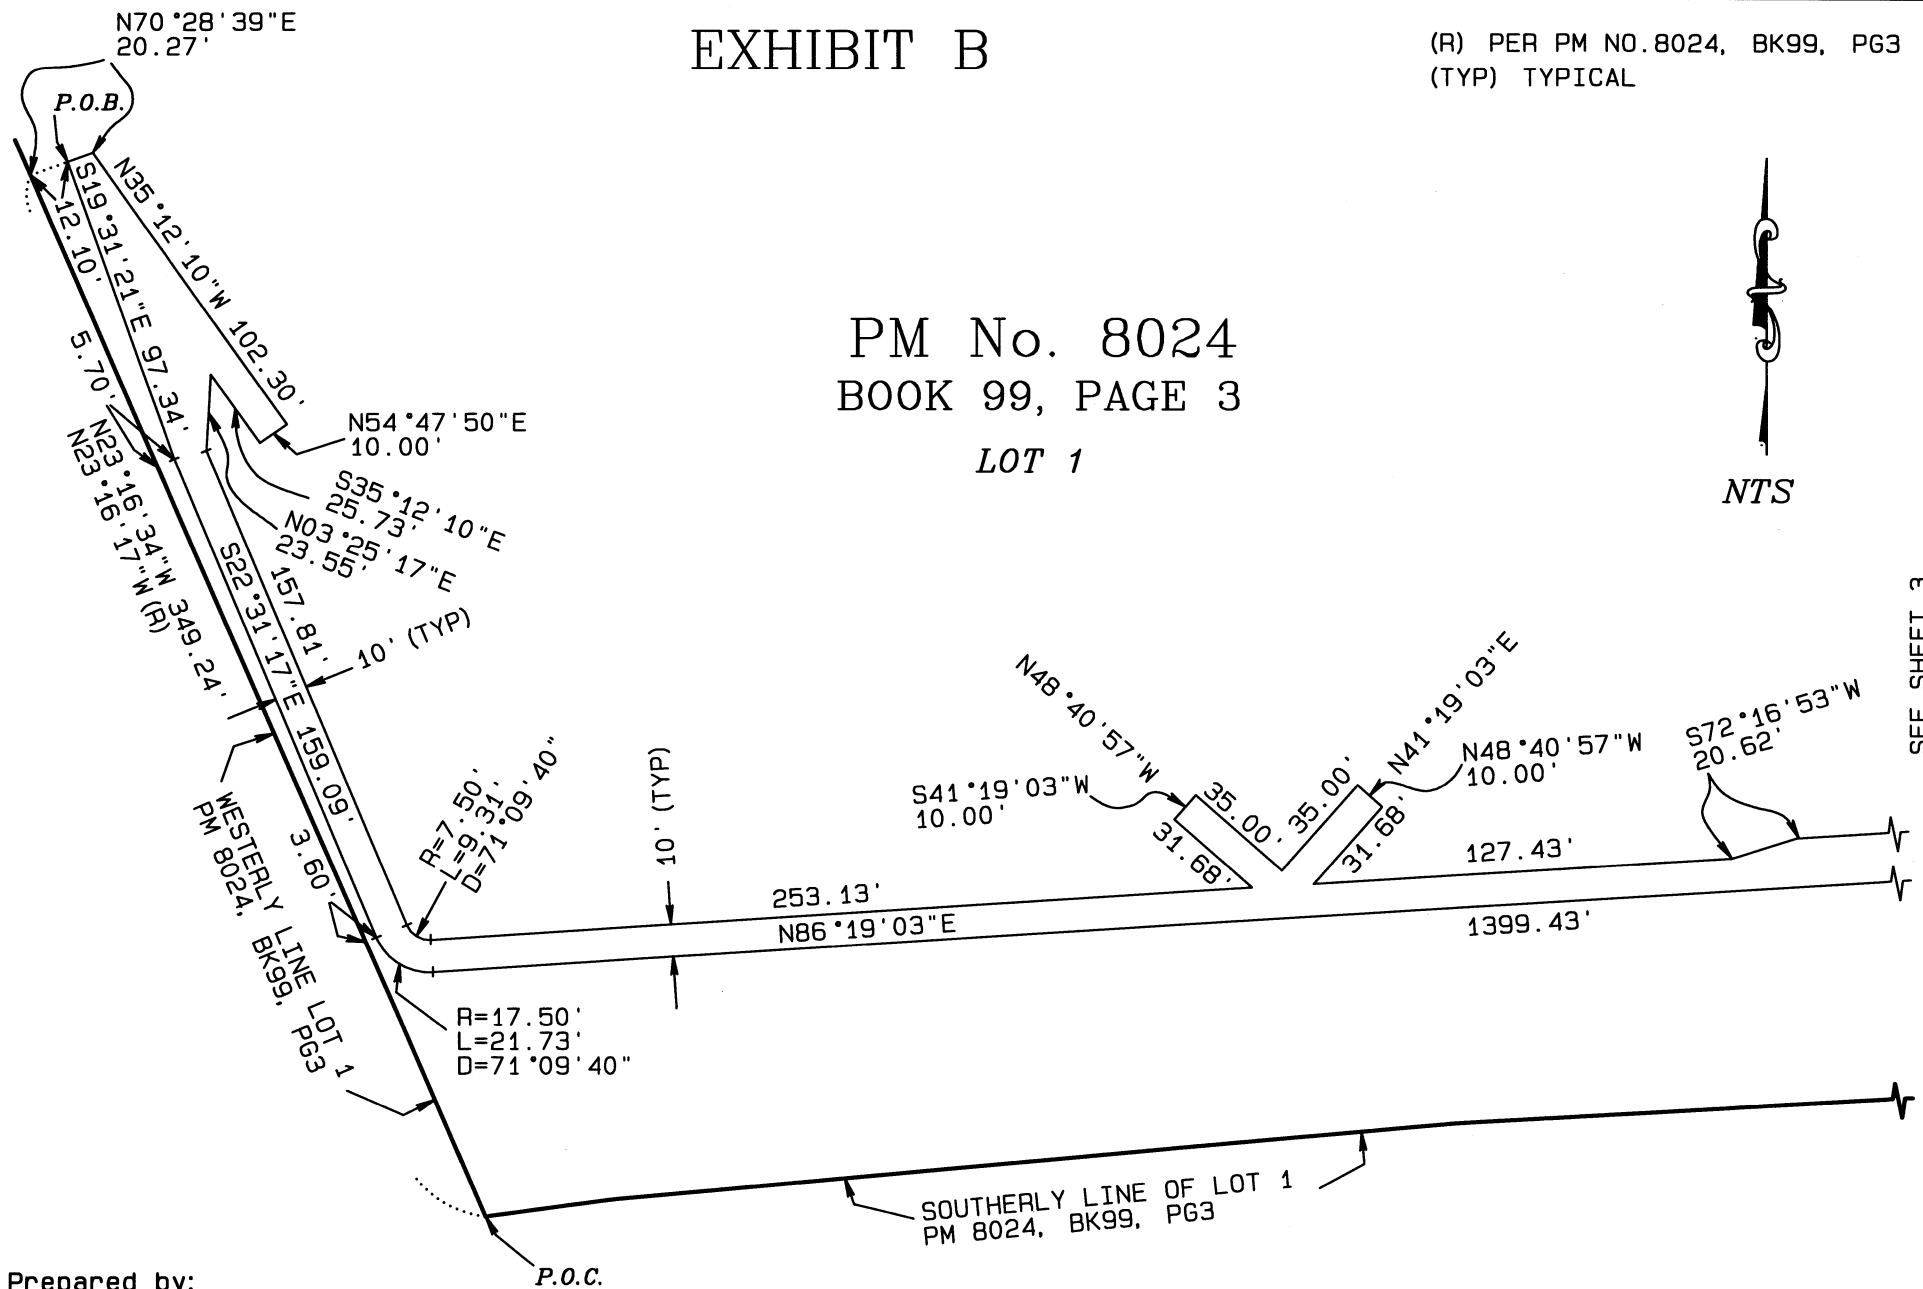 EXHIBIT B
(R) PER PM NO.8024, BK99, PG3
(TYP) TYPICAL
N70°28'39"E
20.27'
P.O.B.
N35°12'10"W 102.30'
S19°31'21"E 97.34'
12.10'
5.70'
N23°16'34"W 349.24'
N23°16'17"W(R)
N54°47'50"E
10.00'
S35°12'10"E
25.73'
N03°25'17"E
23.55'
PM No. 8024
BOOK 99, PAGE 3
LOT 1
NTS
157.81'
S22°31'17"E 159.09'
10' (TYP)
SEE SHEET 3
N48°40'57"W
35.00'
N41°19'03"E
35.00'
N48°40'57"W
10.00'
S72°16'53"W
20.62'
S41°19'03"W
10.00'
31.68'
31.68'
R=7.50'
L=9.31'
D=71°09'40"
10' (TYP)
WESTERLY LINE LOT 1
PM 8024, BK99, PG3
3.60'
253.13'
127.43'
N86°19'03"E
1399.43'
R=17.50'
L=21.73'
D=71°09'40"
SOUTHERLY LINE OF LOT 1
PM 8024, BK99, PG3
P.O.C.
Prepared by: